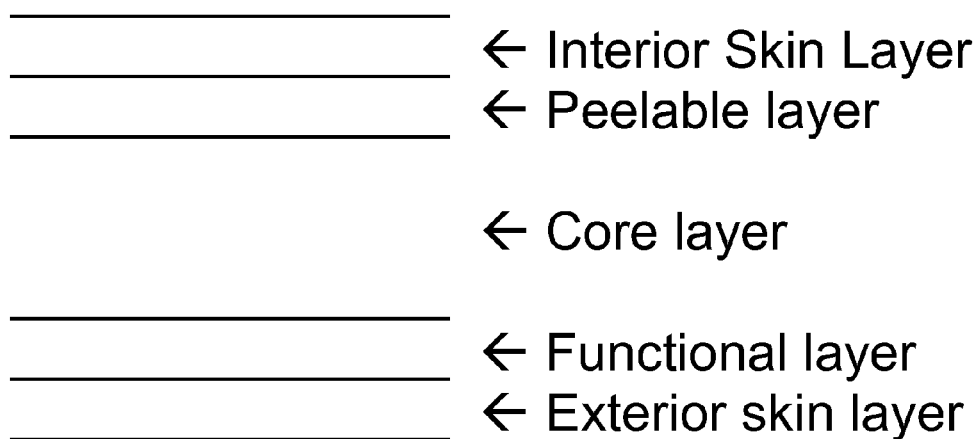 ← Interior Skin Layer
← Peelable layer
← Core layer
← Functional layer
← Exterior skin layer